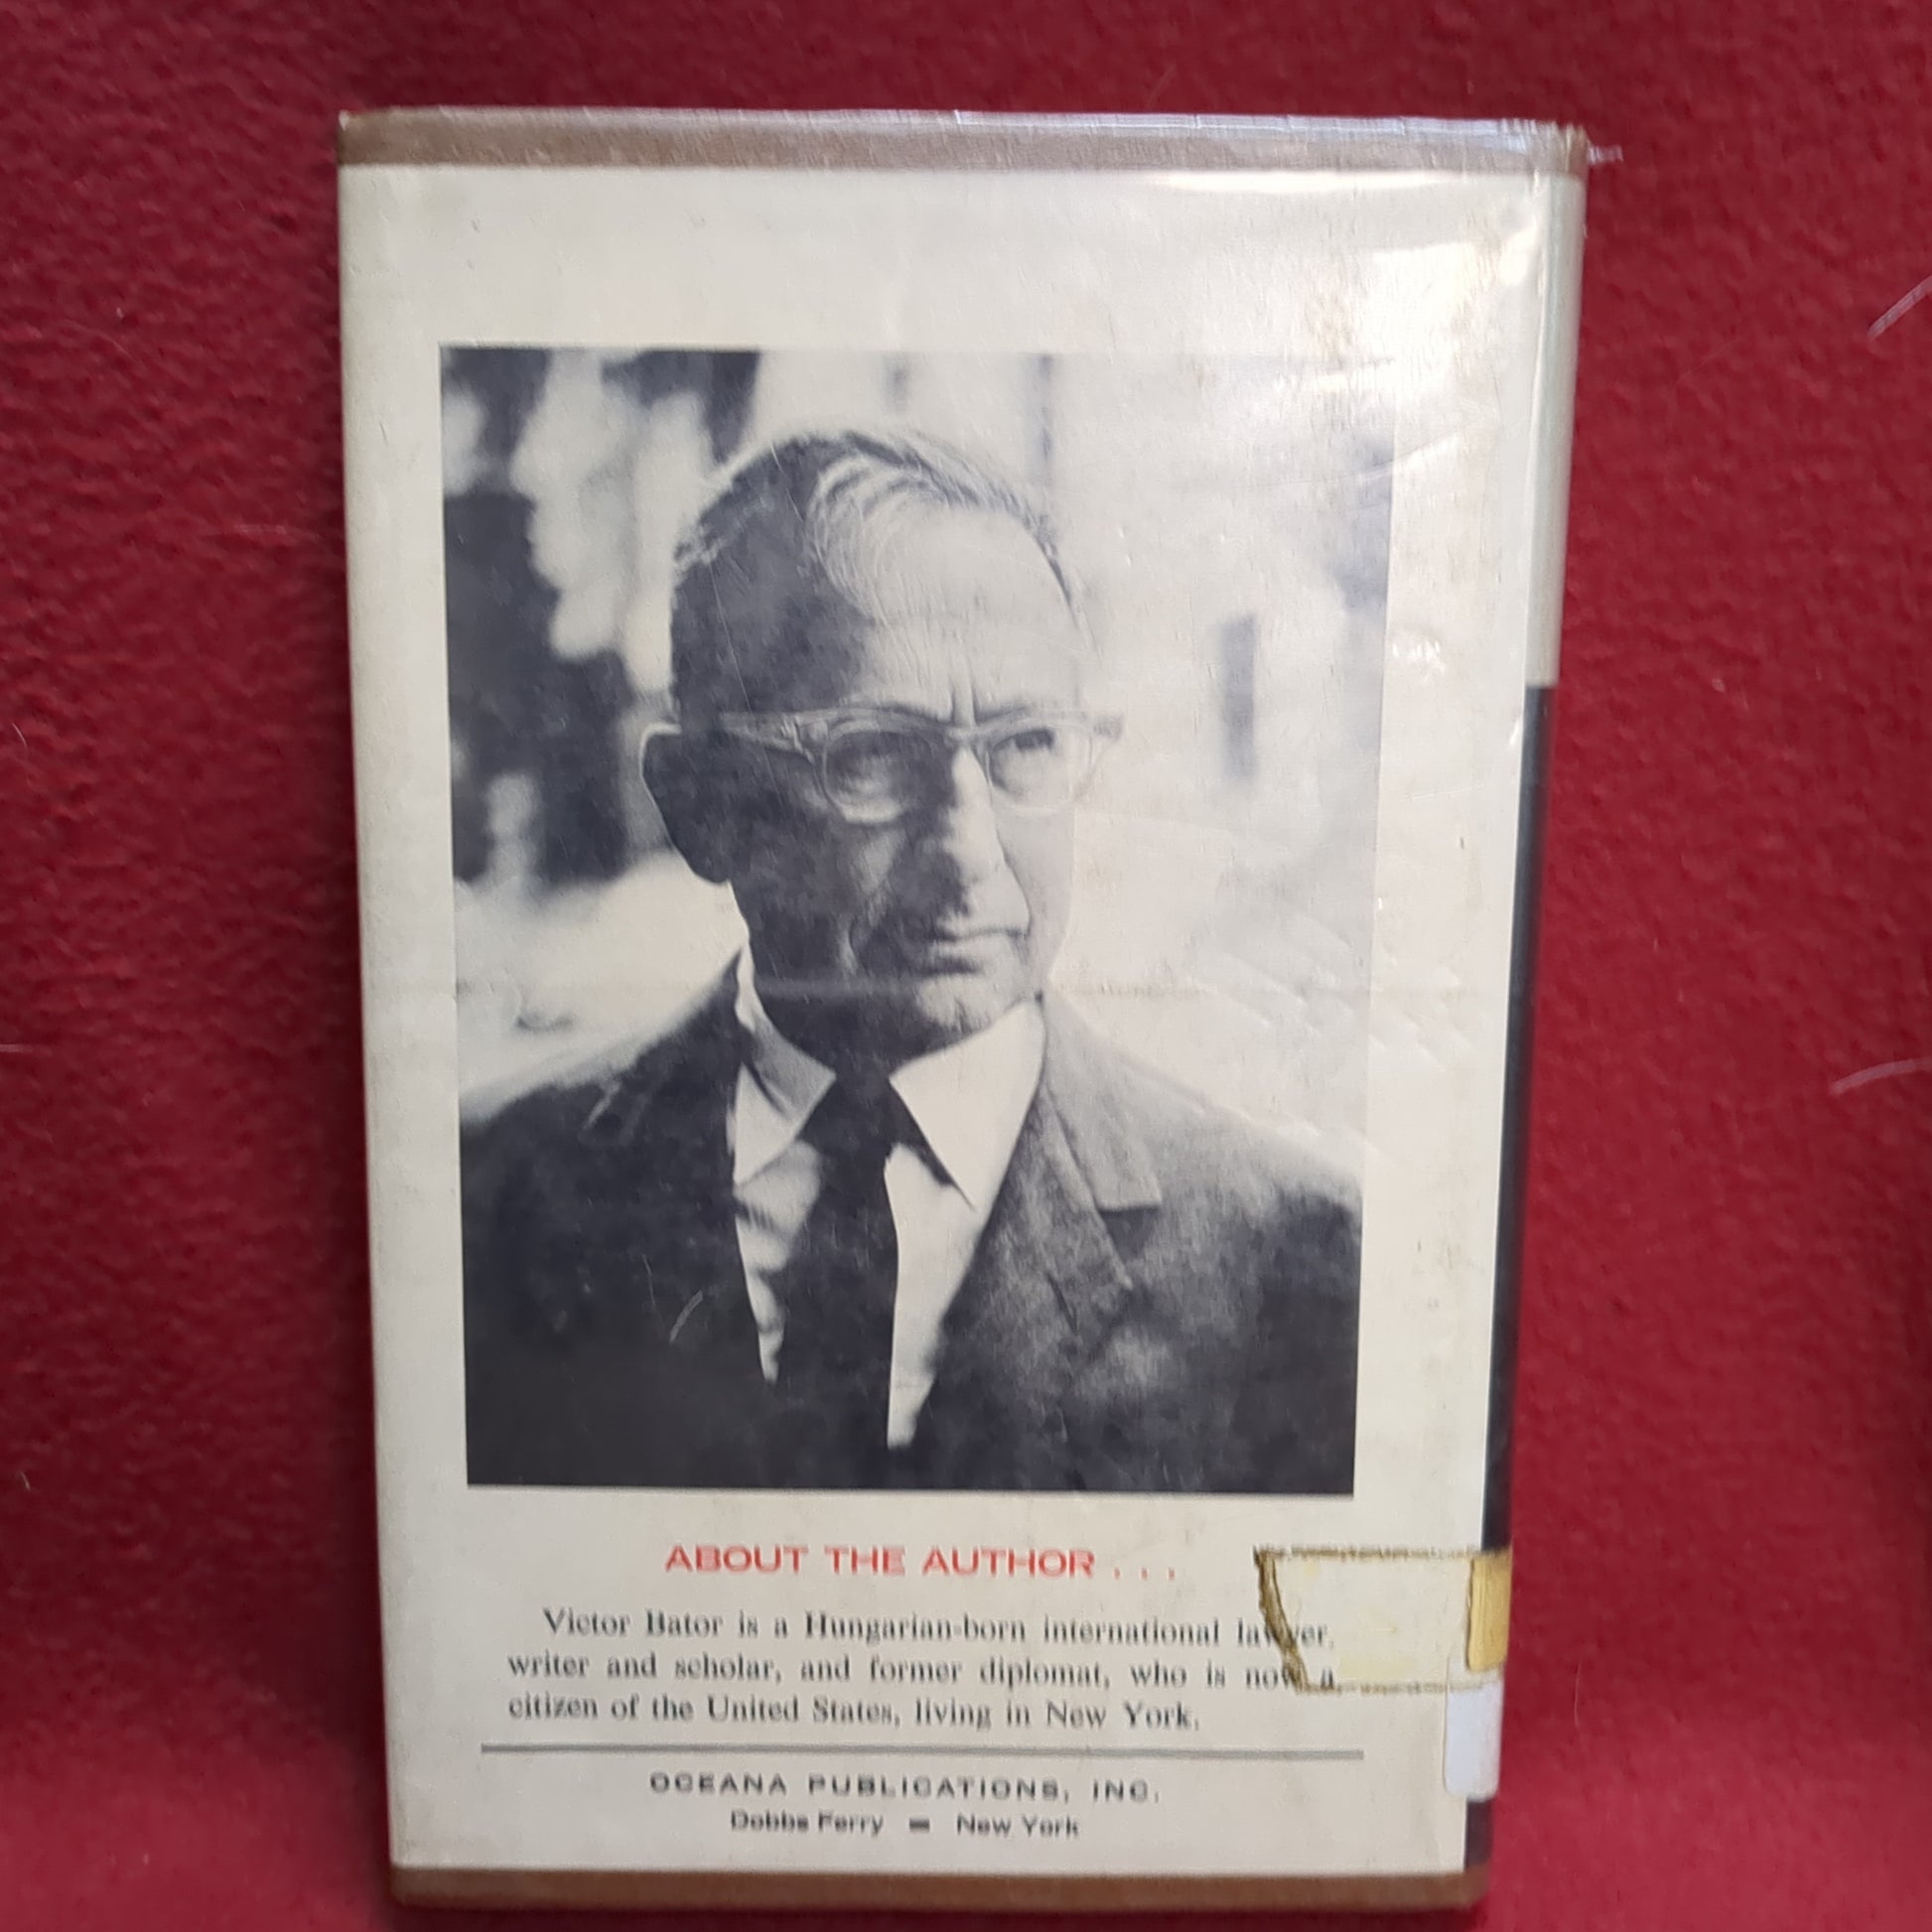 ABOUT THE AUTHOR . . .
Victor Bator is a Hungarian-born international lawyer,
writer and scholar, and former diplomat, who is now a
citizen of the United States, living in New York.
OCEANA PUBLICATIONS, INC.
Dobbs Ferry — New York